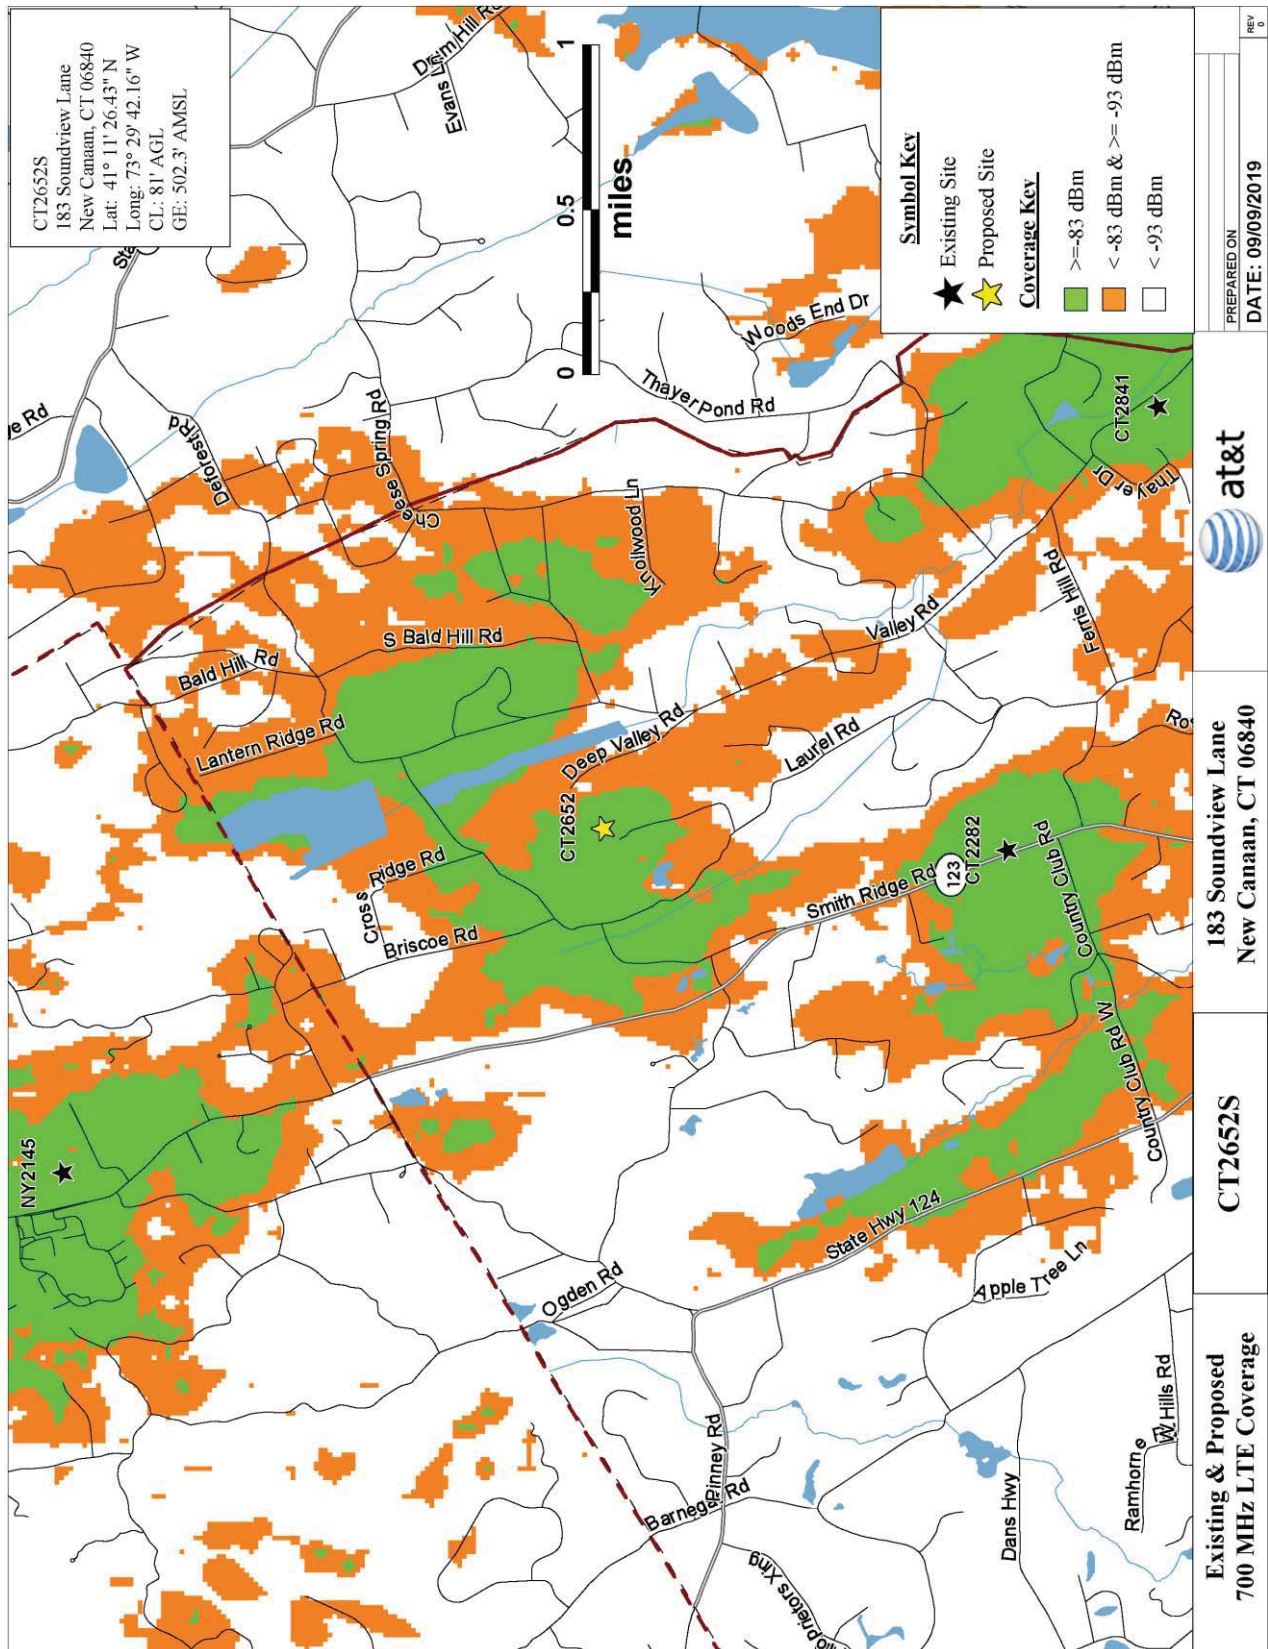 CT2652S
183 Soundview Lane
New Canaan, CT 06840
Lat: 41° 11' 26.43" N
Long: 73° 29' 42.16" W
CL: 81' AGL
GE: 502.3' AMSL
Drum Hill Rd
Evans Ln
0 0.5 1
miles
Deforest Rd
Cheese Spring Rd
Ch
Bald Hill Rd
S Bald Hill Rd
Lantern Ridge Rd
Knollwood Ln
Thayer Pond Rd
Woods End Dr
NY2145
Cross
Ridge Rd
Briscoe Rd
CT2652
Deep Valley Rd
Valley Rd
Laurel Rd
Smith Ridge Rd
123
CT2282
Country Club Rd
Country Club Rd W
Ferris Hill Rd
Thayer Dr
CT2841
State Hwy 124
Apple Tree Ln
Ogden Rd
Pinney Rd
Barnegat Rd
Dans Hwy
Ramhorne
W Hills Rd
Symbol Key
Existing Site
Proposed Site
Coverage Key
>=-83 dBm
< -83 dBm & >= -93 dBm
< -93 dBm
Existing & Proposed
700 MHz LTE Coverage
CT2652S
183 Soundview Lane
New Canaan, CT 06840
at&t
PREPARED ON
DATE: 09/09/2019
REV
0